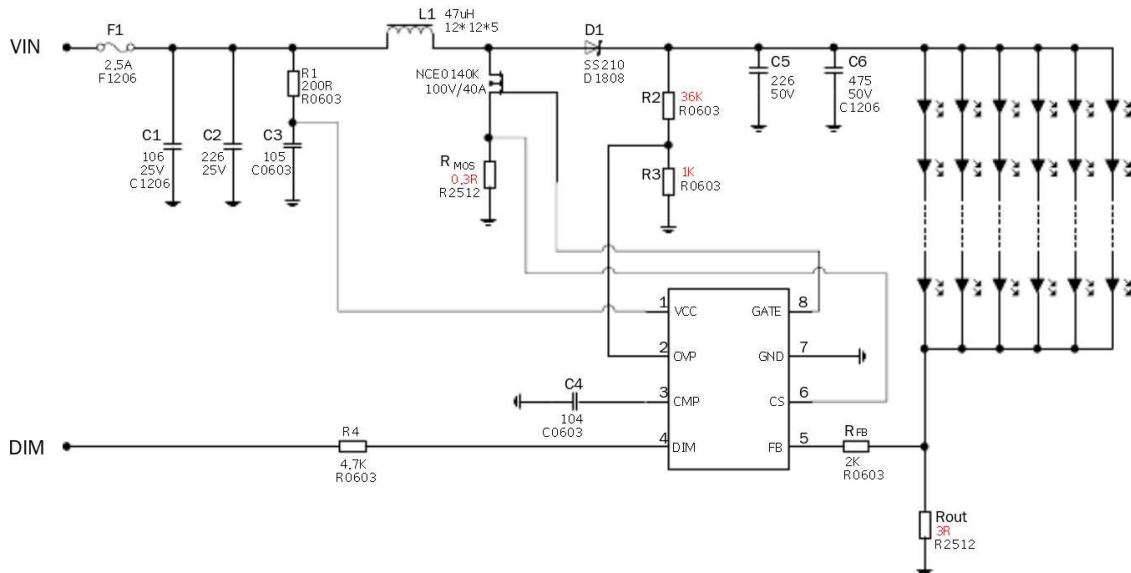 VIN
F1
2.5A
F1206
L1
47uH
12*12*5
D1
SS210
D1808
NCE0140K
100V/40A
R1
200R
R0603
C1
106
25V
C1206
C2
226
25V
C3
105
C0603
R MOS
0.3R
R2512
R2
36K
R0603
R3
1K
R0603
C5
226
50V
C6
475
50V
C1206
1
VCC
GATE
8
2
OVP
GND
7
3
CMP
CS
6
4
DIM
FB
5
C4
104
C0603
DIM
R4
4.7K
R0603
RFB
2K
R0603
Rout
3R
R2512